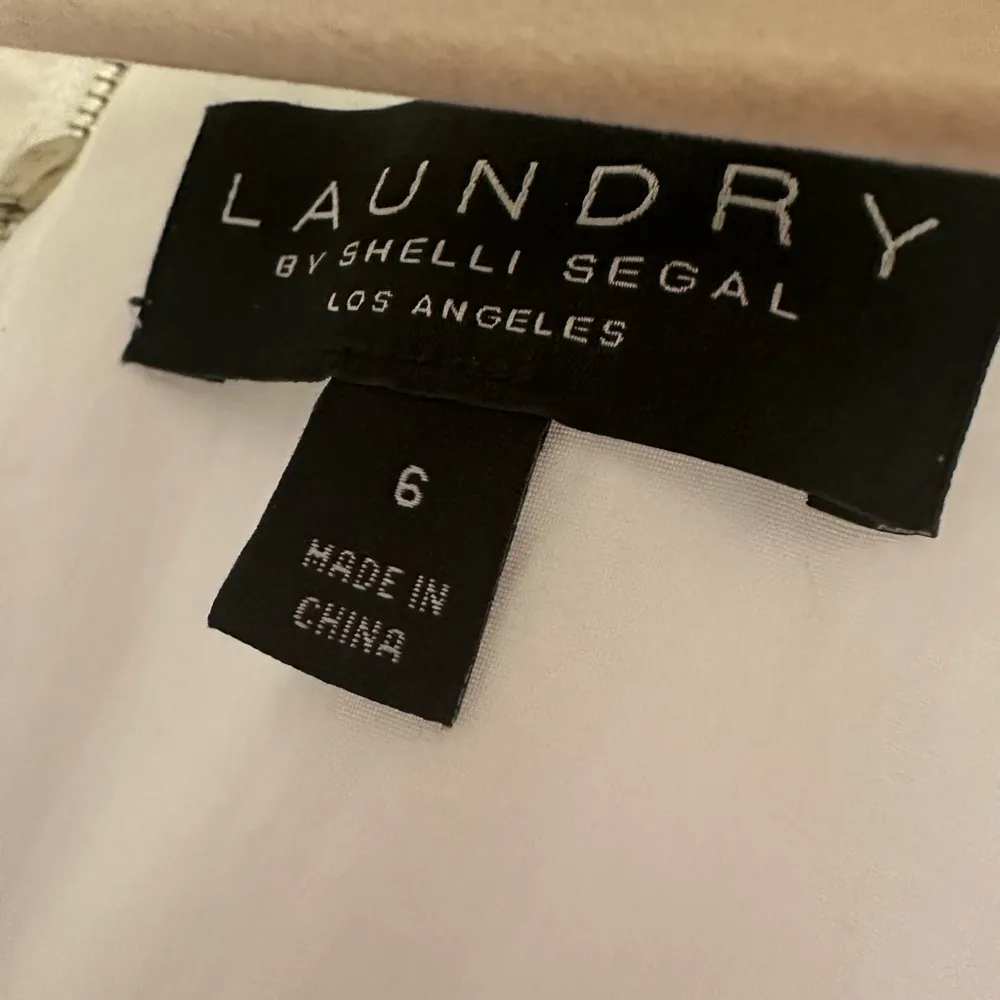 LAUNDRY
BY SHELLI SEGAL
LOS ANGELES
6
MADE IN
CHINA